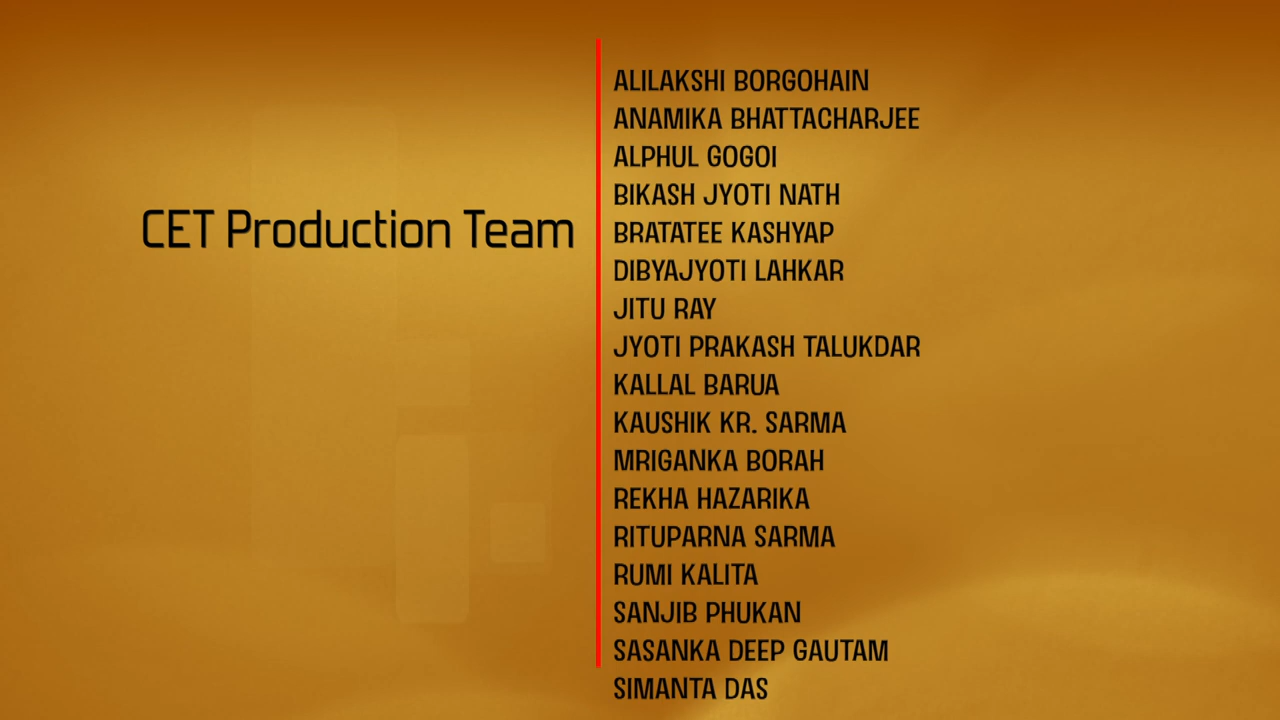 CET Production Team
ALILAKSHI BORGOHAIN
ANAMIKA BHATTACHARJEE
ALPHUL GOGOI
BIKASH JYOTI NATH
BRATATEE KASHYAP
DIBYAJYOTI LAHKAR
JITU RAY
JYOTI PRAKASH TALUKDAR
KALLAL BARUA
KAUSHIK KR. SARMA
MRIGANKA BORAH
REKHA HAZARIKA
RITUPARNA SARMA
RUMI KALITA
SANJIB PHUKAN
SASANKA DEEP GAUTAM
SIMANTA DAS